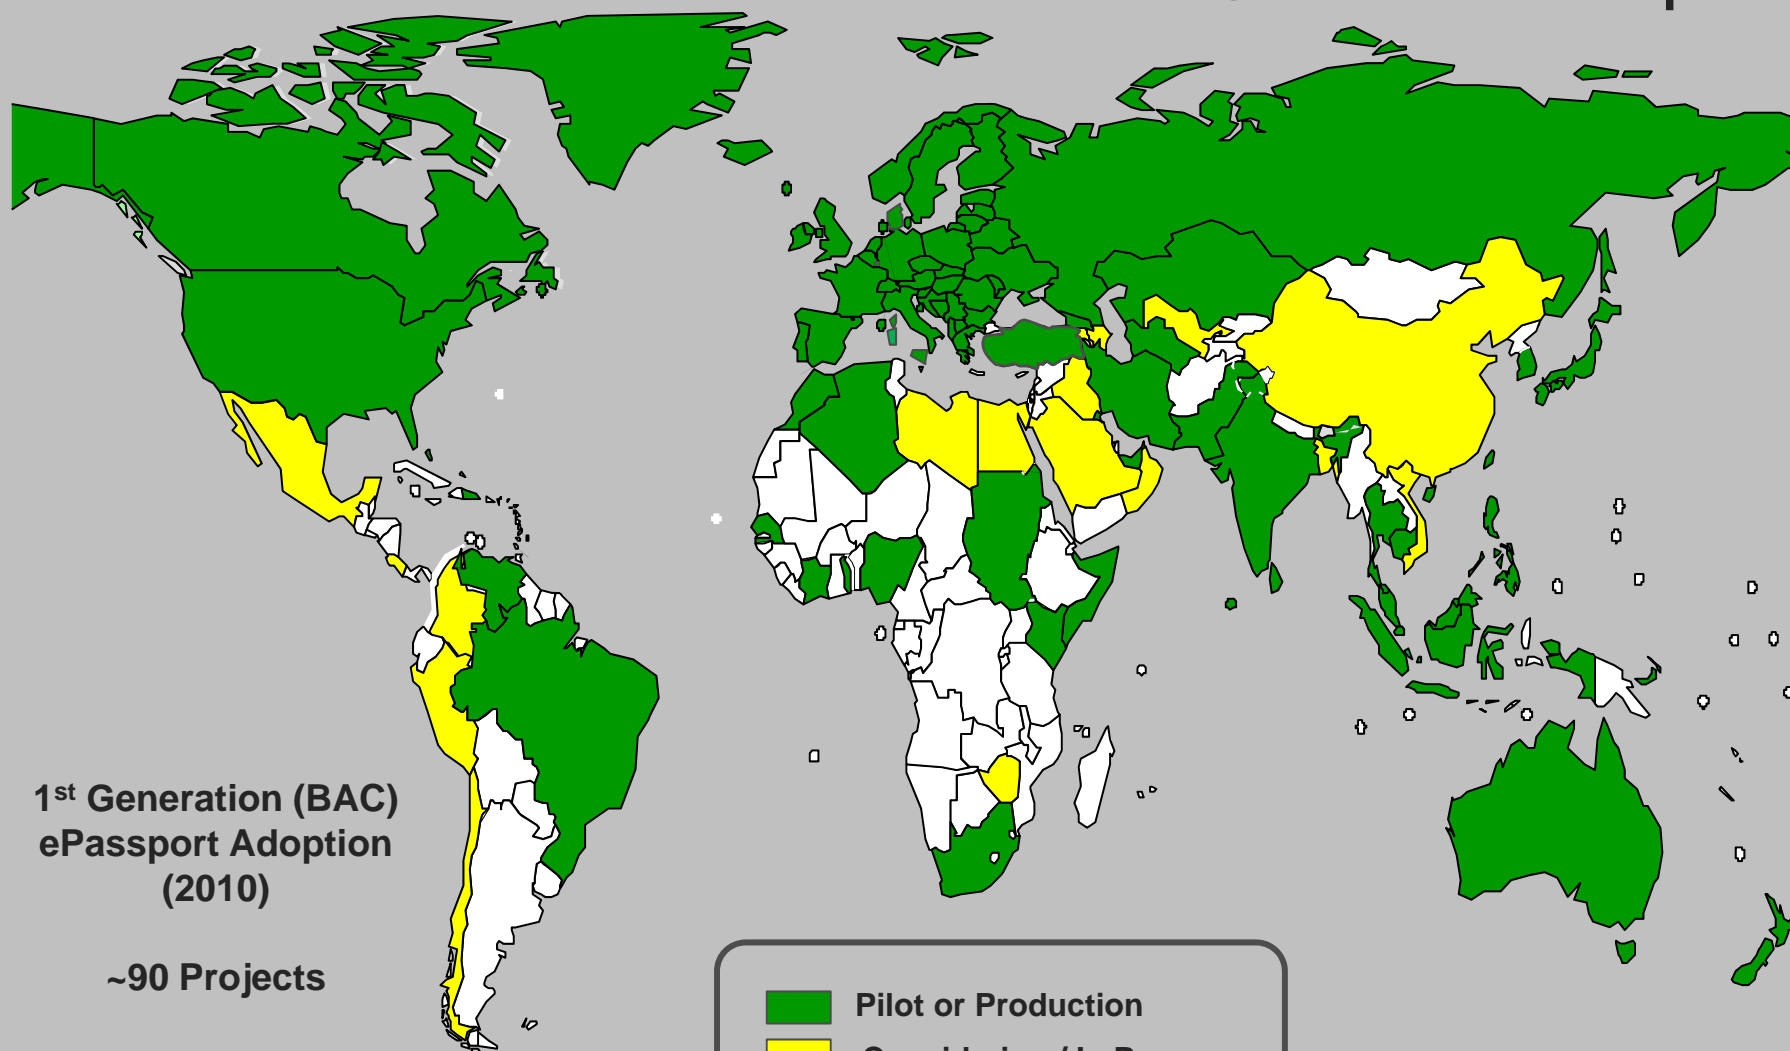 1st Generation (BAC)
ePassport Adoption
(2010)
~90 Projects
Pilot or Production